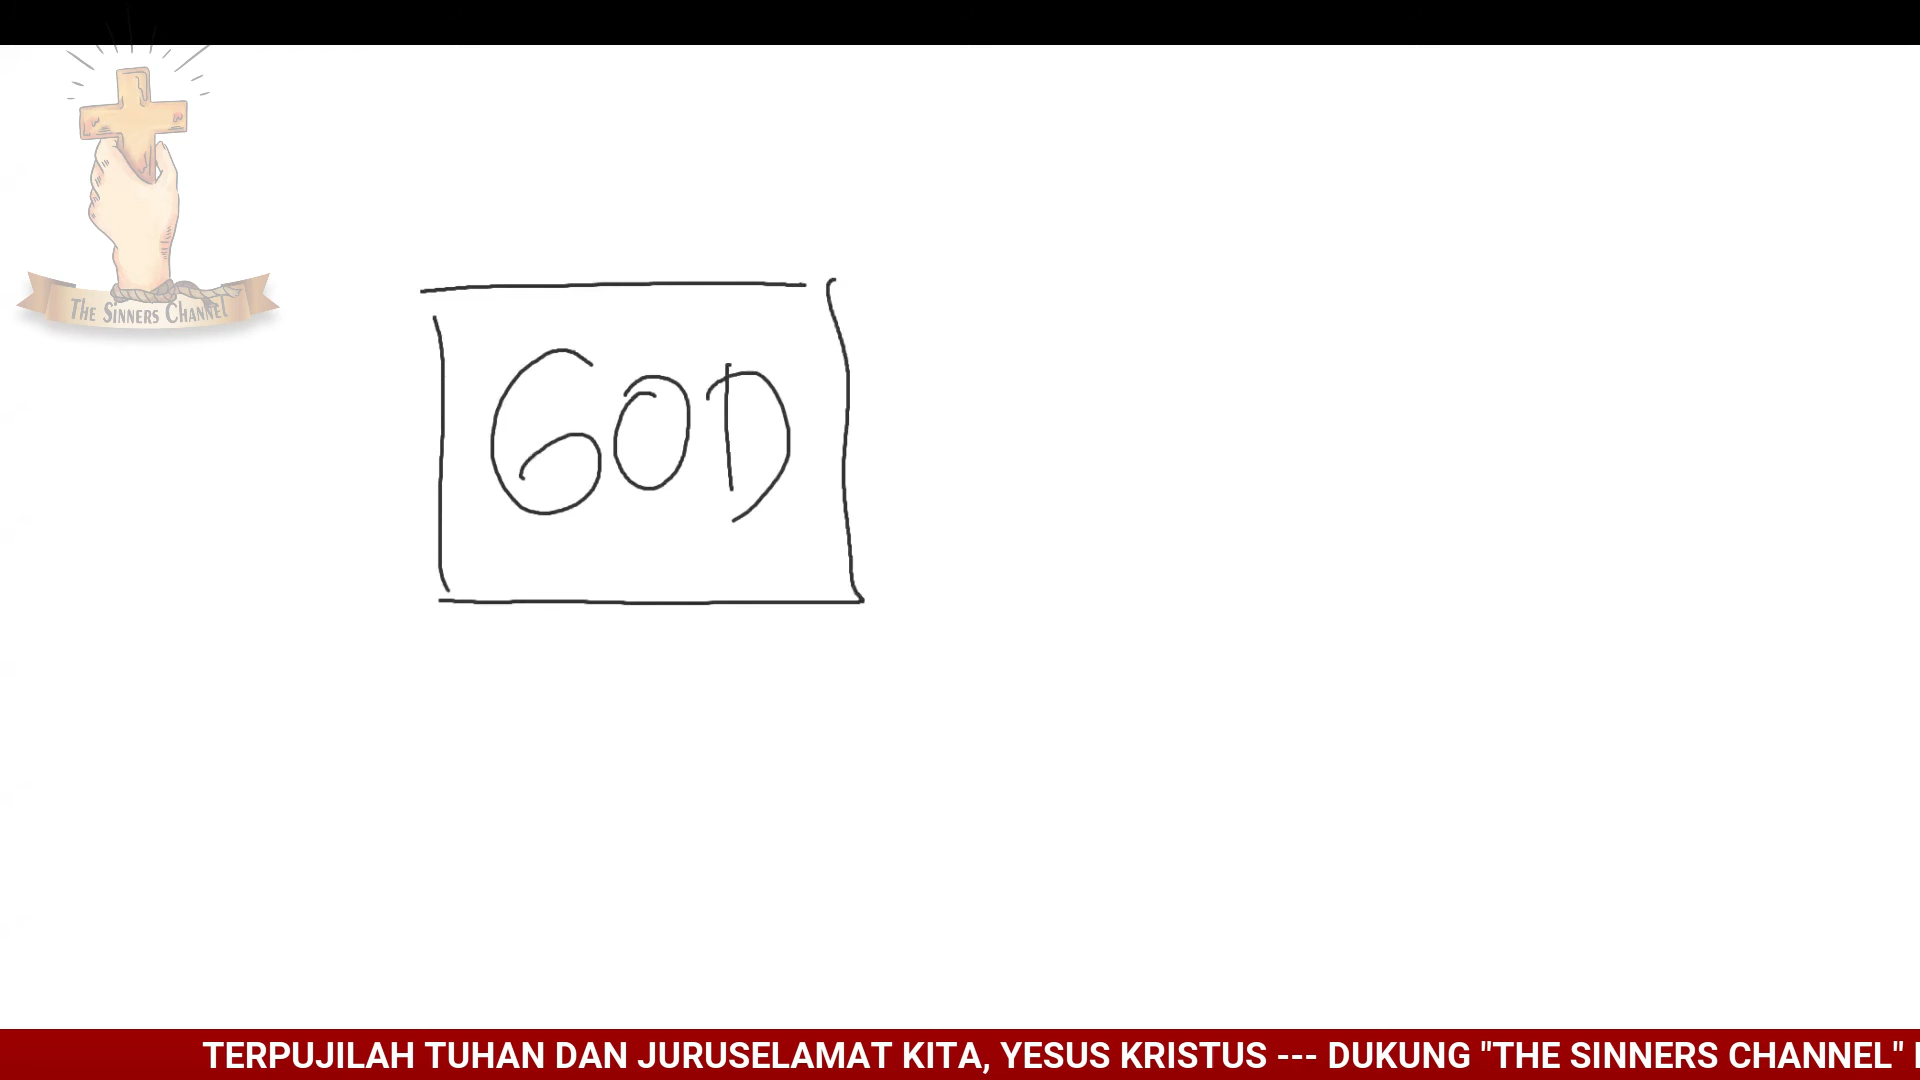 The Sinners Channel
GOD
TERPUJILAH TUHAN DAN JURUSELAMAT KITA, YESUS KRISTUS --- DUKUNG "THE SINNERS CHANNEL"